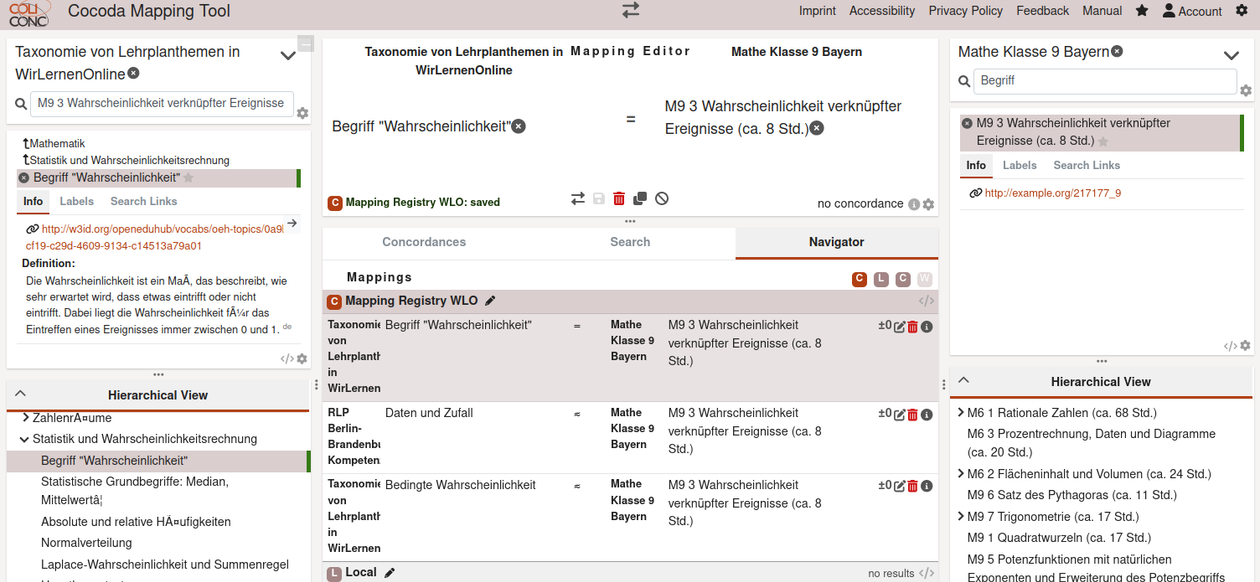 COLI
CONC
Cocoda Mapping Tool
Imprint Accessibility Privacy Policy Feedback Manual Account
Taxonomie von Lehrplanthemen in
WirLernenOnline
M9 3 Wahrscheinlichkeit verknüpfter Ereignisse
Mathematik
Statistik und Wahrscheinlichkeitsrechnung
Begriff "Wahrscheinlichkeit"
Info Labels Search Links
http://w3id.org/openeduhub/vocabs/oeh-topics/0a9
cf19-c29d-4609-9134-c14513a79a01
Definition:
Die Wahrscheinlichkeit ist ein MaÃ, das beschreibt, wie
sehr erwartet wird, dass etwas eintrifft oder nicht
eintrifft. Dabei liegt die Wahrscheinlichkeit fÃ¼r das
Eintreffen eines Ereignisses immer zwischen 0 und 1. de
</>
Hierarchical View
ZahlenrÃ¤ume
Statistik und Wahrscheinlichkeitsrechnung
Begriff "Wahrscheinlichkeit"
Statistische Grundbegriffe: Median,
Mittelwertâ¦
Absolute und relative HÃ¤ufigkeiten
Normalverteilung
Laplace-Wahrscheinlichkeit und Summenregel
Taxonomie von Lehrplanthemen in
WirLernenOnline
Mapping Editor
Mathe Klasse 9 Bayern
Begriff "Wahrscheinlichkeit"
=
M9 3 Wahrscheinlichkeit verknüpfter
Ereignisse (ca. 8 Std.)
C Mapping Registry WLO: saved
no concordance
Concordances Search Navigator
Mappings
C L C W
C Mapping Registry WLO
</>
Taxonomie
von
Lehrplanth
in
WirLernen
Begriff "Wahrscheinlichkeit"
=
Mathe
Klasse 9
Bayern
M9 3 Wahrscheinlichkeit
verknüpfter Ereignisse (ca. 8
Std.)
±0
RLP
Berlin-
Brandenbu
Kompeten
Daten und Zufall
≈
Mathe
Klasse 9
Bayern
M9 3 Wahrscheinlichkeit
verknüpfter Ereignisse (ca. 8
Std.)
±0
Taxonomie
von
Lehrplanth
in
WirLernen
Bedingte Wahrscheinlichkeit
≈
Mathe
Klasse 9
Bayern
M9 3 Wahrscheinlichkeit
verknüpfter Ereignisse (ca. 8
Std.)
±0
L Local
no results </>
Mathe Klasse 9 Bayern
Begriff
M9 3 Wahrscheinlichkeit verknüpfter
Ereignisse (ca. 8 Std.)
Info Labels Search Links
http://example.org/217177_9
</>
Hierarchical View
M6 1 Rationale Zahlen (ca. 68 Std.)
M6 3 Prozentrechnung, Daten und Diagramme
(ca. 20 Std.)
M6 2 Flächeninhalt und Volumen (ca. 24 Std.)
M9 6 Satz des Pythagoras (ca. 11 Std.)
M9 7 Trigonometrie (ca. 17 Std.)
M9 1 Quadratwurzeln (ca. 17 Std.)
M9 5 Potenzfunktionen mit natürlichen
Exponenten und Erweiterung des Potenzbegriffs